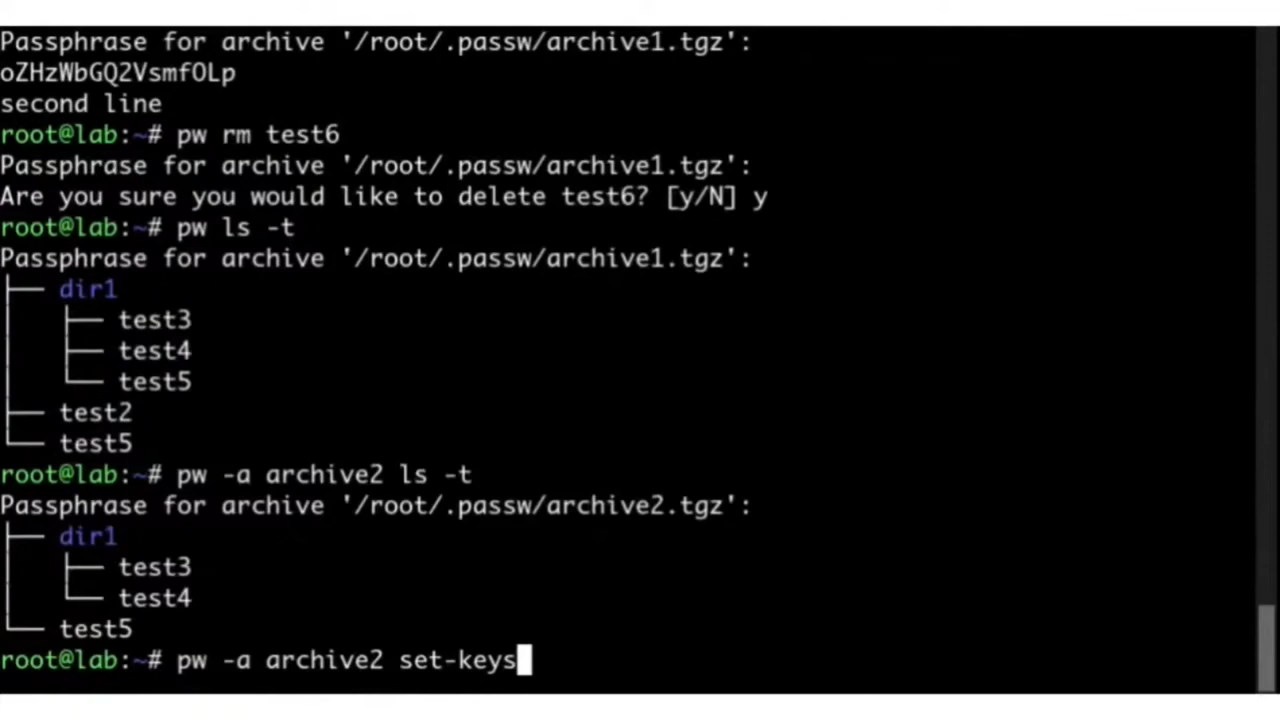 Passphrase for archive '/root/.passw/archive1.tgz':
oZHzWbGQ2VsmfOLp
second line
root@lab:~# pw rm test6
Passphrase for archive '/root/.passw/archive1.tgz':
Are you sure you would like to delete test6? [y/N] y
root@lab:~# pw ls -t
Passphrase for archive '/root/.passw/archive1.tgz':
├── dir1
│   ├── test3
│   ├── test4
│   └── test5
├── test2
└── test5
root@lab:~# pw -a archive2 ls -t
Passphrase for archive '/root/.passw/archive2.tgz':
├── dir1
│   ├── test3
│   └── test4
└── test5
root@lab:~# pw -a archive2 set-keys